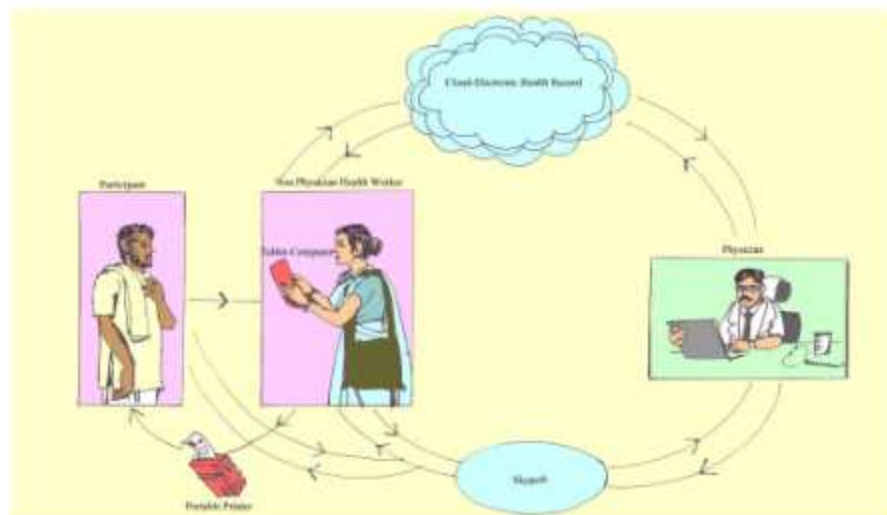 Cloud-Electronic Health Record
Participant
Non Physician Health Worker
Tablet Computer
Physician
Skype®
Portable Printer